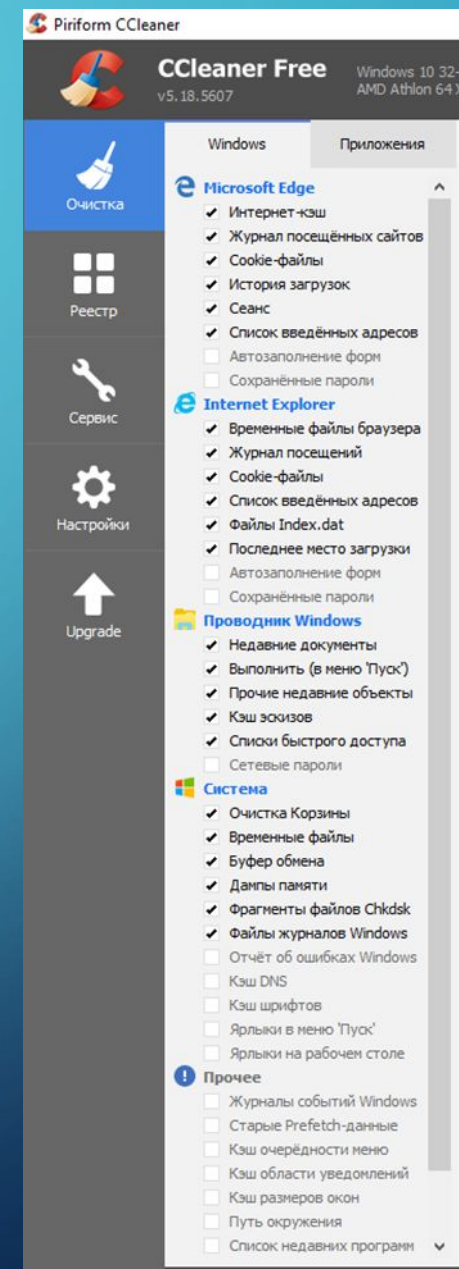 Piriform CCleaner
CCleaner Free
v5.18.5607
Windows 10 32-
AMD Athlon 64 X
Очистка
Реестр
Сервис
Настройки
Upgrade
Windows
Приложения
Microsoft Edge
Интернет-кэш
Журнал посещённых сайтов
Cookie-файлы
История загрузок
Сеанс
Список введённых адресов
Автозаполнение форм
Сохранённые пароли
Internet Explorer
Временные файлы браузера
Журнал посещений
Cookie-файлы
Список введённых адресов
Файлы Index.dat
Последнее место загрузки
Автозаполнение форм
Сохранённые пароли
Проводник Windows
Недавние документы
Выполнить (в меню 'Пуск')
Прочие недавние объекты
Кэш эскизов
Списки быстрого доступа
Сетевые пароли
Система
Очистка Корзины
Временные файлы
Буфер обмена
Дампы памяти
Фрагменты файлов Chkdsk
Файлы журналов Windows
Отчёт об ошибках Windows
Кэш DNS
Кэш шрифтов
Ярлыки в меню 'Пуск'
Ярлыки на рабочем столе
Прочее
Журналы событий Windows
Старые Prefetch-данные
Кэш очерёдности меню
Кэш области уведомлений
Кэш размеров окон
Путь окружения
Список недавних программ